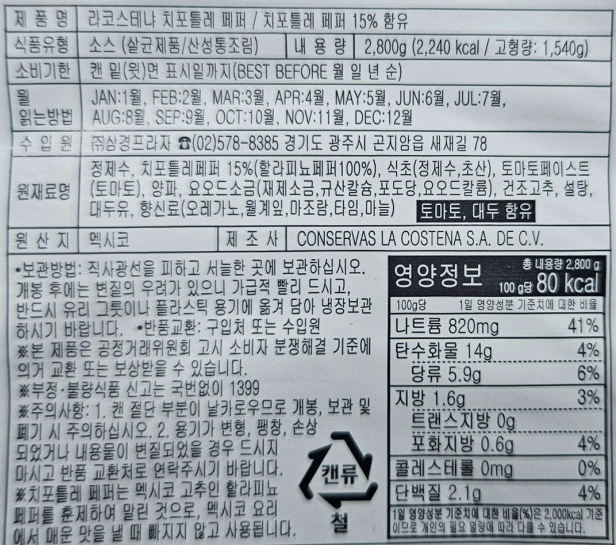 제품명 라코스테나 치포틀레 페퍼 / 치포틀레 페퍼 15% 함유
식품유형 소스 (살균제품/산성통조림) 내용량 2,800g (2,240 kcal / 고형량: 1,540g)
소비기한 캔 밑(윗)면 표시일까지(BEST BEFORE 월 일 년 순)
월 읽는방법 JAN:1월, FEB:2월, MAR:3월, APR:4월, MAY:5월, JUN:6월, JUL:7월,
AUG:8월, SEP:9월, OCT:10월, NOV:11월, DEC:12월
수입원 ㈜삼경프라자 ☎(02)578-8385 경기도 광주시 곤지암읍 새재길 78
원재료명 정제수, 치포틀레페퍼 15%(할라피뇨페퍼100%), 식초(정제수,초산), 토마토페이스트
(토마토), 양파, 요오드소금(재제소금,규산칼슘,포도당,요오드칼륨), 건조고추, 설탕,
대두유, 향신료(오레가노,월계잎,마조람,타임,마늘) 토마토, 대두 함유
원산지 멕시코 제조사 CONSERVAS LA COSTENA S.A. DE C.V.
•보관방법: 직사광선을 피하고 서늘한 곳에 보관하십시오.
개봉 후에는 변질의 우려가 있으니 가급적 빨리 드시고,
반드시 유리 그릇이나 플라스틱 용기에 옮겨 담아 냉장보관
하시기 바랍니다. •반품교환: 구입처 또는 수입원
※본 제품은 공정거래위원회 고시 소비자 분쟁해결 기준에
의거 교환 또는 보상받을 수 있습니다.
※부정·불량식품 신고는 국번없이 1399
※주의사항: 1. 캔 절단 부분이 날카로우므로 개봉, 보관 및
폐기 시 주의하십시오. 2. 용기가 변형, 팽창, 손상
되었거나 내용물이 변질되었을 경우 드시지
마시고 반품 교환처로 연락주시기 바랍니다.
※치포틀레 페퍼는 멕시코 고추인 할라피뇨
페퍼를 훈제하여 말린 것으로, 멕시코 요리
에서 매운 맛을 낼 때 빠지지 않고 사용됩니다.
캔류
철
영양정보 총 내용량 2,800 g
100 g당 80 kcal
100g당 1일 영양성분 기준치에 대한 비율
나트륨 820mg 41%
탄수화물 14g 4%
당류 5.9g 6%
지방 1.6g 3%
트랜스지방 0g
포화지방 0.6g 4%
콜레스테롤 0mg 0%
단백질 2.1g 4%
1일 영양성분 기준치에 대한 비율(%)은 2,000kcal 기준
이므로 개인의 필요 열량에 따라 다를 수 있습니다.